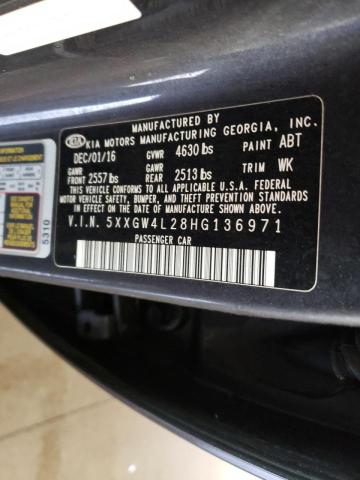 MANUFACTURED BY
KIA KIA MOTORS MANUFACTURING GEORGIA, INC.
DEC/01/16 GVWR 4630 lbs PAINT ABT
GAWR FRONT 2557 lbs GAWR REAR 2513 lbs TRIM WK
THIS VEHICLE CONFORMS TO ALL APPLICABLE U.S.A. FEDERAL
MOTOR VEHICLE SAFETY, BUMPER, AND THEFT PREVENTION STANDARDS
IN EFFECT ON THE DATE OF MANUFACTURE SHOWN ABOVE.
V.I.N. 5XXGW4L28HG136971
PASSENGER CAR
5310